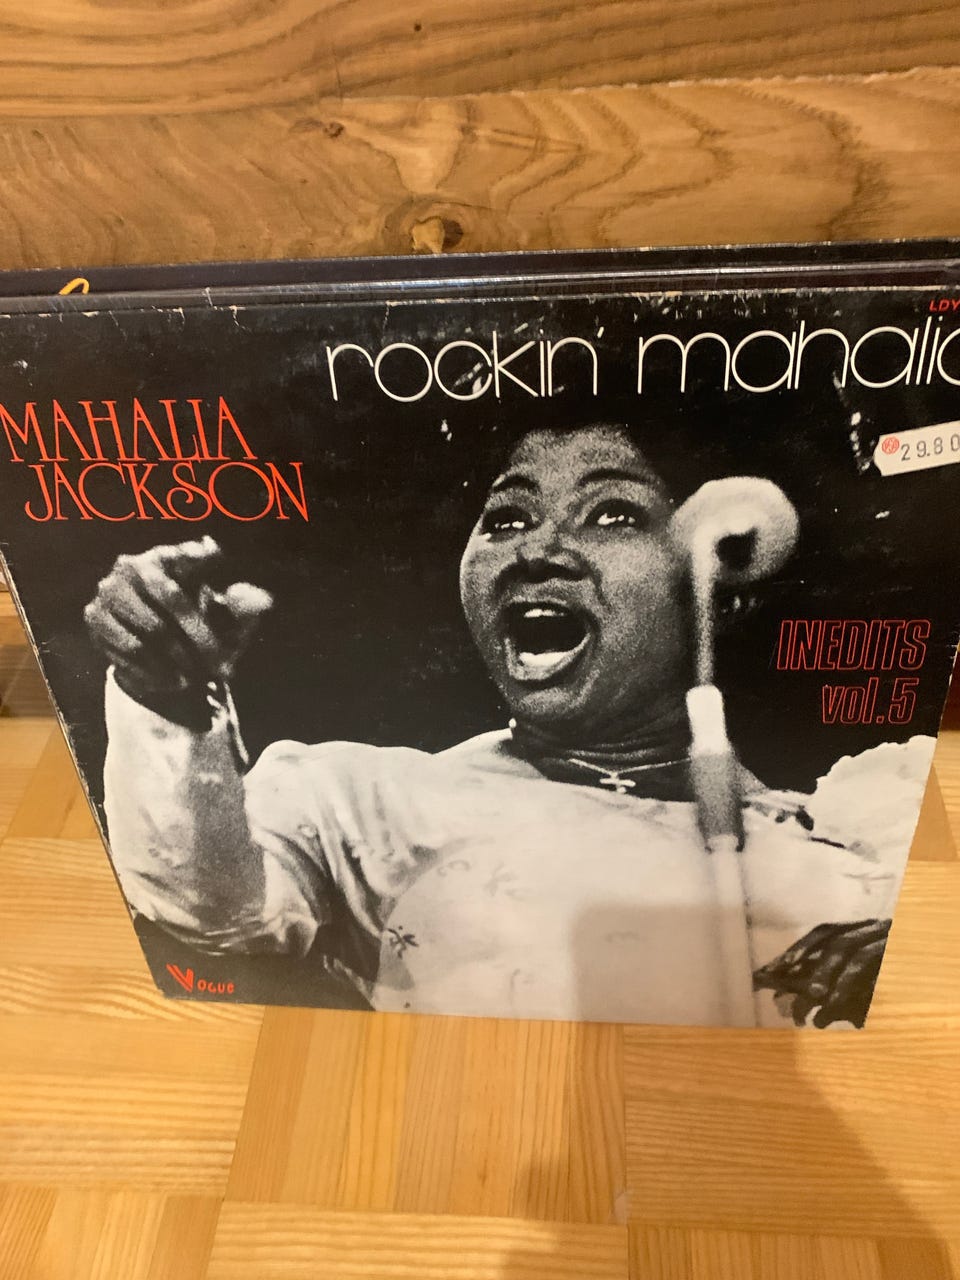 LDY
rockin' mahalia
MAHALIA
JACKSON
29.80
INEDITS
vol.5
VOGUE